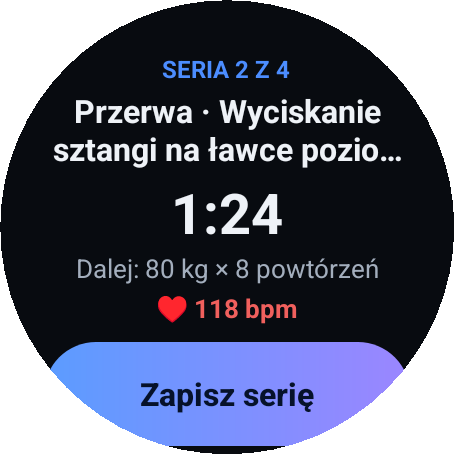 SERIA 2 Z 4
Przerwa · Wyciskanie
sztangi na ławce pozio…
1:24
Dalej: 80 kg × 8 powtórzeń
118 bpm
Zapisz serię